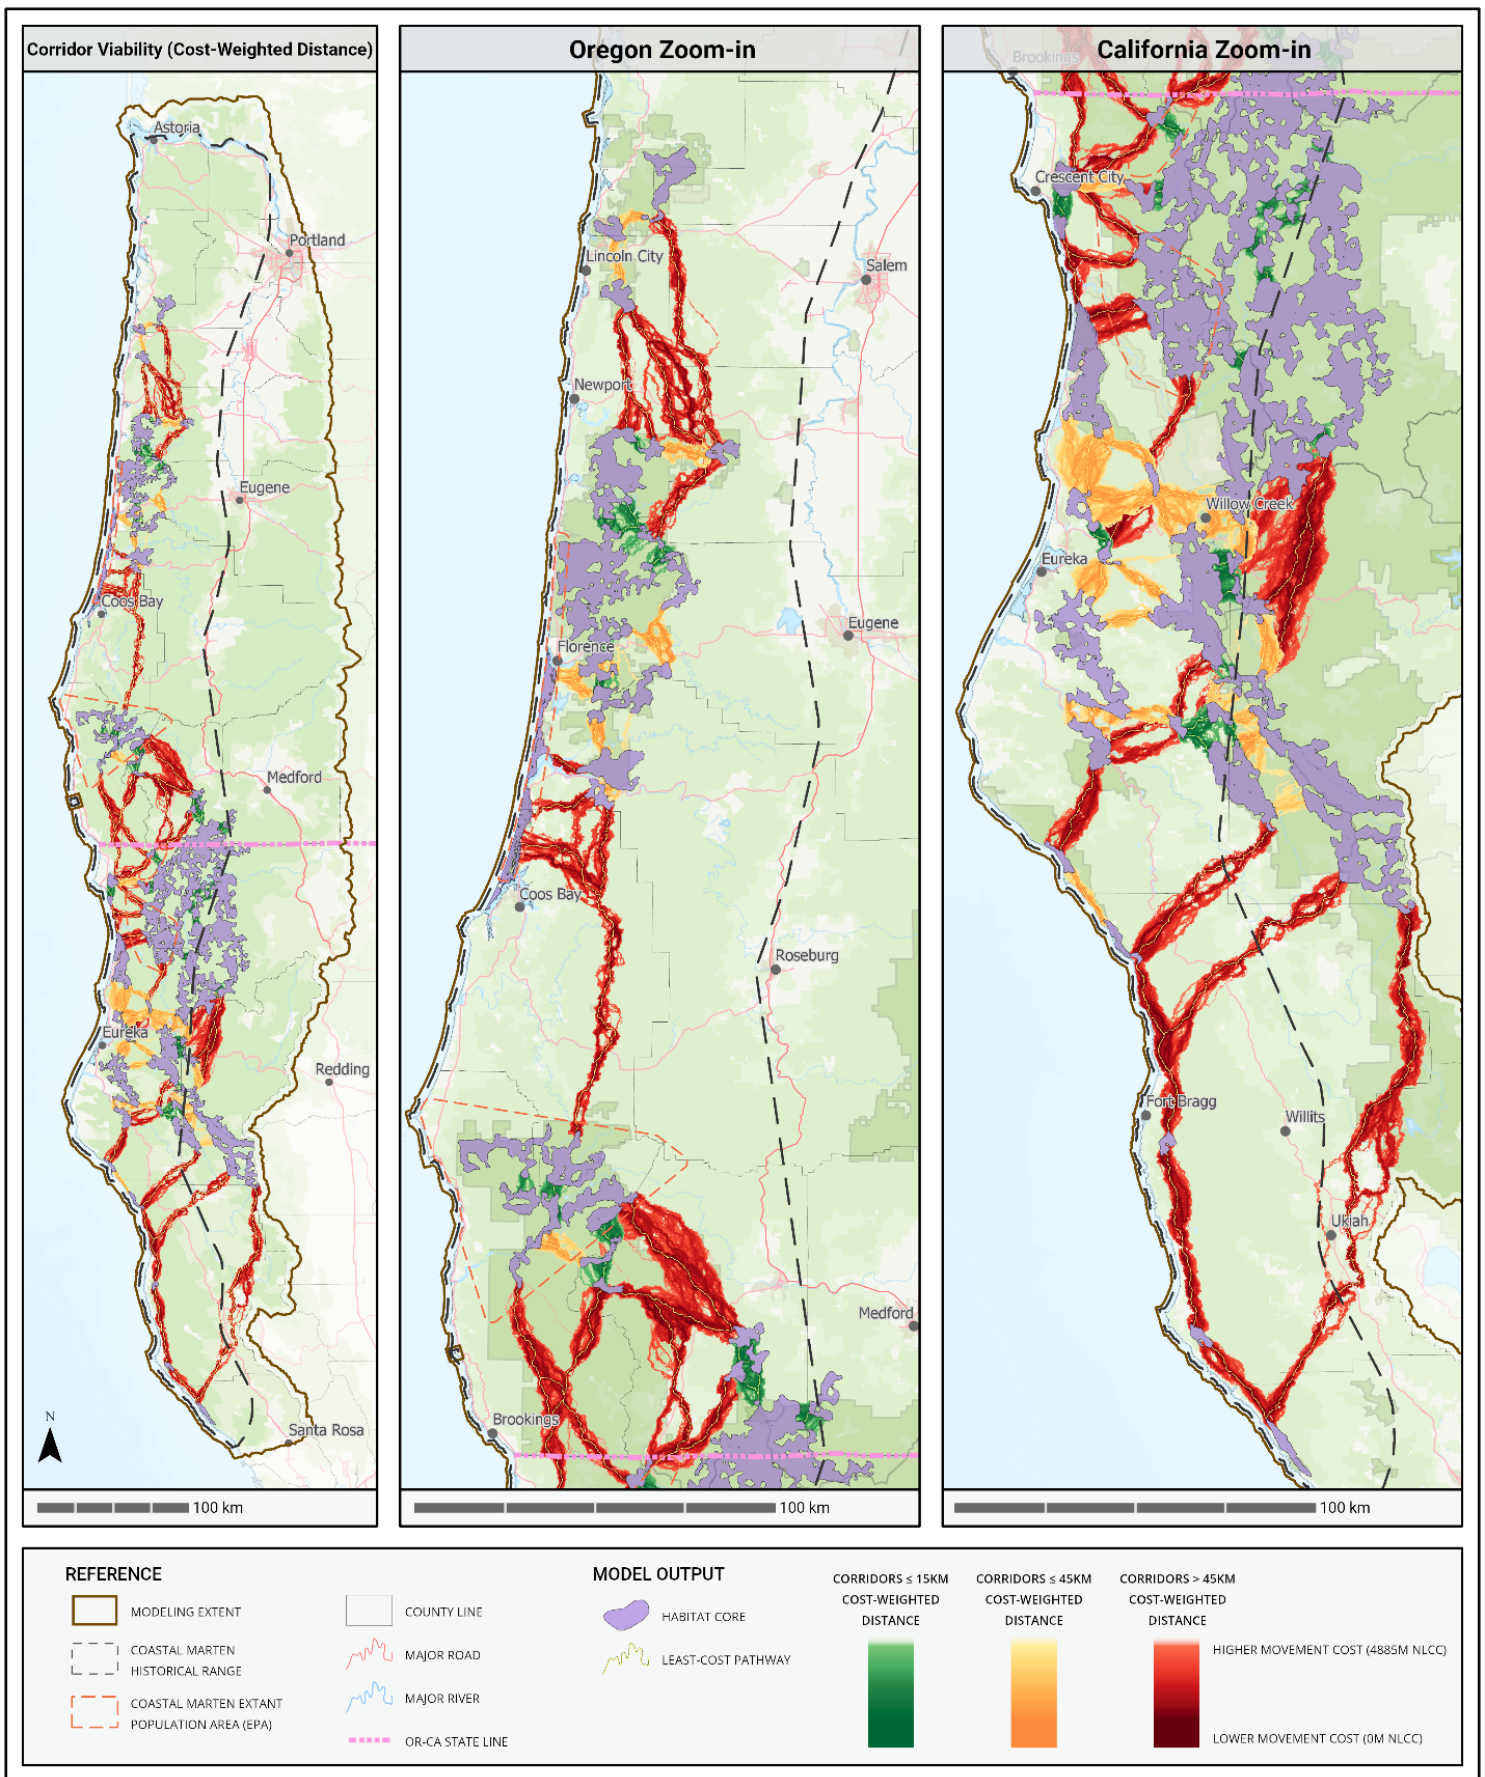 Corridor Viability (Cost-Weighted Distance)
Astoria
Portland
Eugene
Coos Bay
Medford
Eureka
Redding
Santa Rosa
N
100 km
Oregon Zoom-in
Lincoln City
Salem
Newport
Eugene
Florence
Coos Bay
Roseburg
Medford
Brookings
100 km
California Zoom-in
Brookings
Crescent City
Willow Creek
Eureka
Fort Bragg
Willits
Ukiah
100 km
REFERENCE
MODELING EXTENT
COASTAL MARTEN
HISTORICAL RANGE
COASTAL MARTEN EXTANT
POPULATION AREA (EPA)
COUNTY LINE
MAJOR ROAD
MAJOR RIVER
OR-CA STATE LINE
MODEL OUTPUT
HABITAT CORE
LEAST-COST PATHWAY
CORRIDORS ≤ 15KM
COST-WEIGHTED
DISTANCE
CORRIDORS ≤ 45KM
COST-WEIGHTED
DISTANCE
CORRIDORS > 45KM
COST-WEIGHTED
DISTANCE
HIGHER MOVEMENT COST (4885M NLCC)
LOWER MOVEMENT COST (0M NLCC)